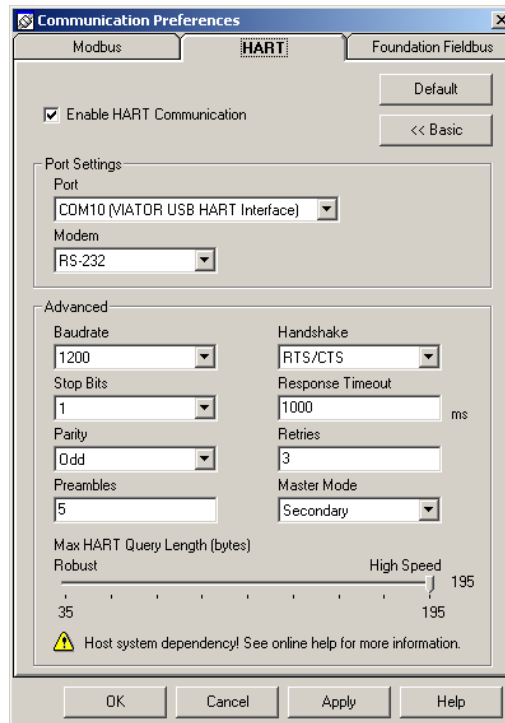 Communication Preferences
Modbus HART Foundation Fieldbus
Default
Enable HART Communication
<< Basic
Port Settings
Port
COM10 (VIATOR USB HART Interface)
Modem
RS-232
Advanced
Baudrate Handshake
1200 RTS/CTS
Stop Bits Response Timeout
1 1000 ms
Parity Retries
Odd 3
Preambles Master Mode
5 Secondary
Max HART Query Length (bytes)
Robust High Speed
195
35 195
Host system dependency! See online help for more information.
OK Cancel Apply Help